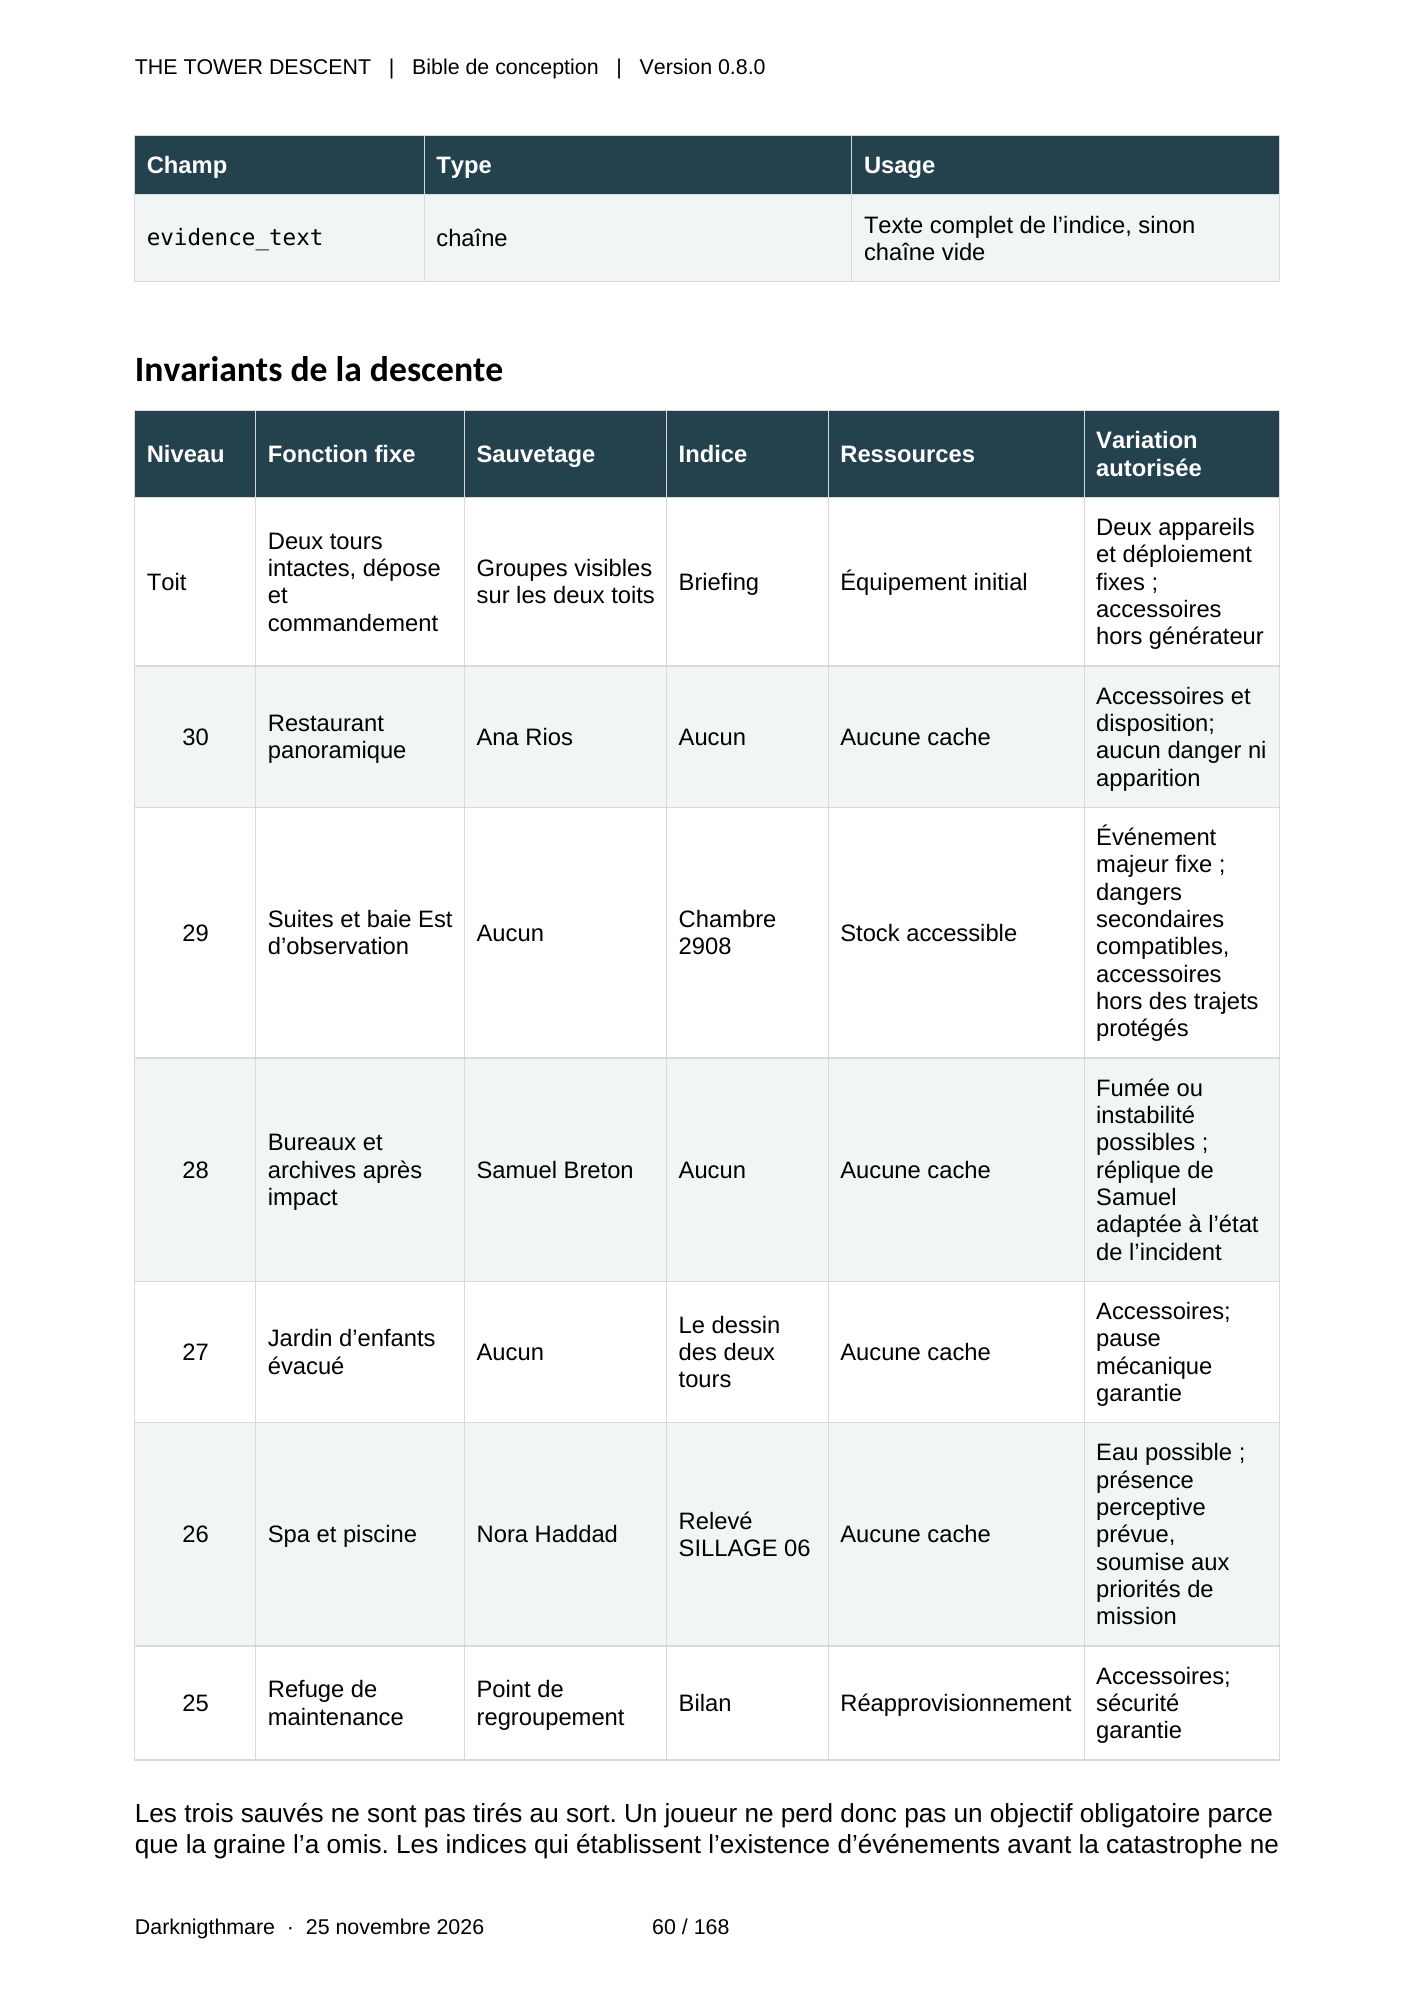 THE TOWER DESCENT | Bible de conception | Version 0.8.0
Champ
Type
Usage
evidence_text
chaîne
Texte complet de l’indice, sinon
chaîne vide
Invariants de la descente
Niveau
Fonction fixe
Sauvetage
Indice
Ressources
Variation
autorisée
Toit
Deux tours
intactes, dépose
et
commandement
Groupes visibles
sur les deux toits
Briefing
Équipement initial
Deux appareils
et déploiement
fixes ;
accessoires
hors générateur
30
Restaurant
panoramique
Ana Rios
Aucun
Aucune cache
Accessoires et
disposition;
aucun danger ni
apparition
29
Suites et baie Est
d’observation
Aucun
Chambre
2908
Stock accessible
Événement
majeur fixe ;
dangers
secondaires
compatibles,
accessoires
hors des trajets
protégés
28
Bureaux et
archives après
impact
Samuel Breton
Aucun
Aucune cache
Fumée ou
instabilité
possibles ;
réplique de
Samuel
adaptée à l’état
de l’incident
27
Jardin d’enfants
évacué
Aucun
Le dessin
des deux
tours
Aucune cache
Accessoires;
pause
mécanique
garantie
26
Spa et piscine
Nora Haddad
Relevé
SILLAGE 06
Aucune cache
Eau possible ;
présence
perceptive
prévue,
soumise aux
priorités de
mission
25
Refuge de
maintenance
Point de
regroupement
Bilan
Réapprovisionnement
Accessoires;
sécurité
garantie
Les trois sauvés ne sont pas tirés au sort. Un joueur ne perd donc pas un objectif obligatoire parce
que la graine l’a omis. Les indices qui établissent l’existence d’événements avant la catastrophe ne
Darknigthmare · 25 novembre 2026
60 / 168